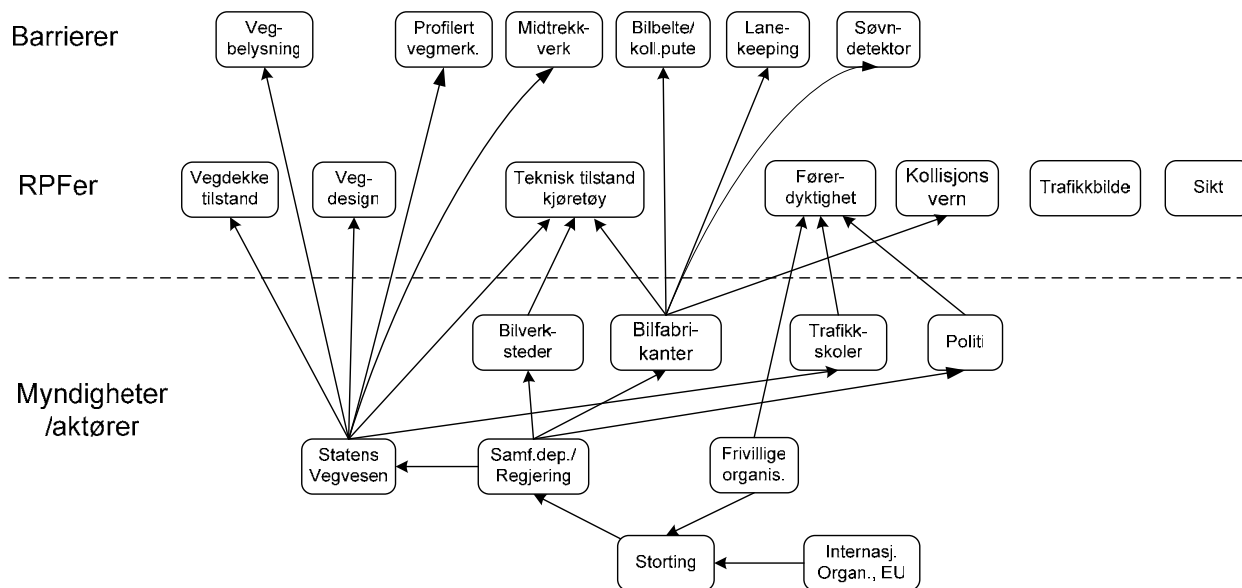 Barrierer
Veg-
belysning
Profilert
vegmerk.
Midtrekk-
verk
Bilbelte/
koll.pute
Lane-
keeping
Søvn-
detektor
RPFer
Vegdekke
tilstand
Veg-
design
Teknisk tilstand
kjøretøy
Fører-
dyktighet
Kollisjons
vern
Trafikkbilde
Sikt
Myndigheter
/aktører
Bilverk-
steder
Bilfabri-
kanter
Trafikk-
skoler
Politi
Statens
Vegvesen
Samf.dep./
Regjering
Frivillige
organis.
Storting
Internasj.
Organ., EU